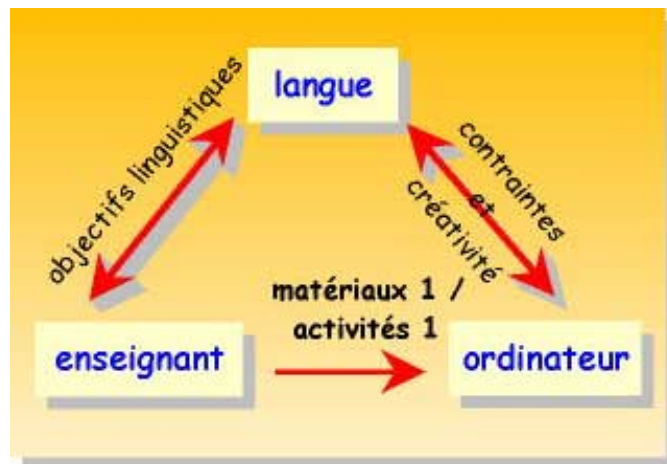 langue
objectifs linguistiques
contraintes
et
créativité
matériaux 1 /
activités 1
enseignant
ordinateur